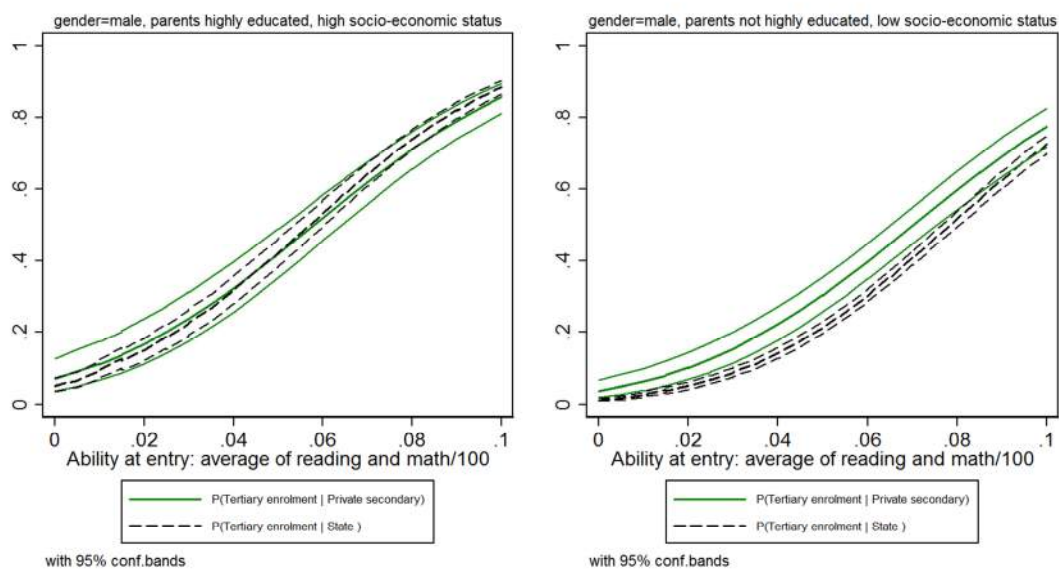 gender=male, parents highly educated, high socio-economic status
1
.8
.6
.4
.2
0
0 .02 .04 .06 .08 .1
Ability at entry: average of reading and math/100
P(Tertiary enrolment | Private secondary)
P(Tertiary enrolment | State )
with 95% conf.bands
gender=male, parents not highly educated, low socio-economic status
1
.8
.6
.4
.2
0
0 .02 .04 .06 .08 .1
Ability at entry: average of reading and math/100
P(Tertiary enrolment | Private secondary)
P(Tertiary enrolment | State )
with 95% conf.bands